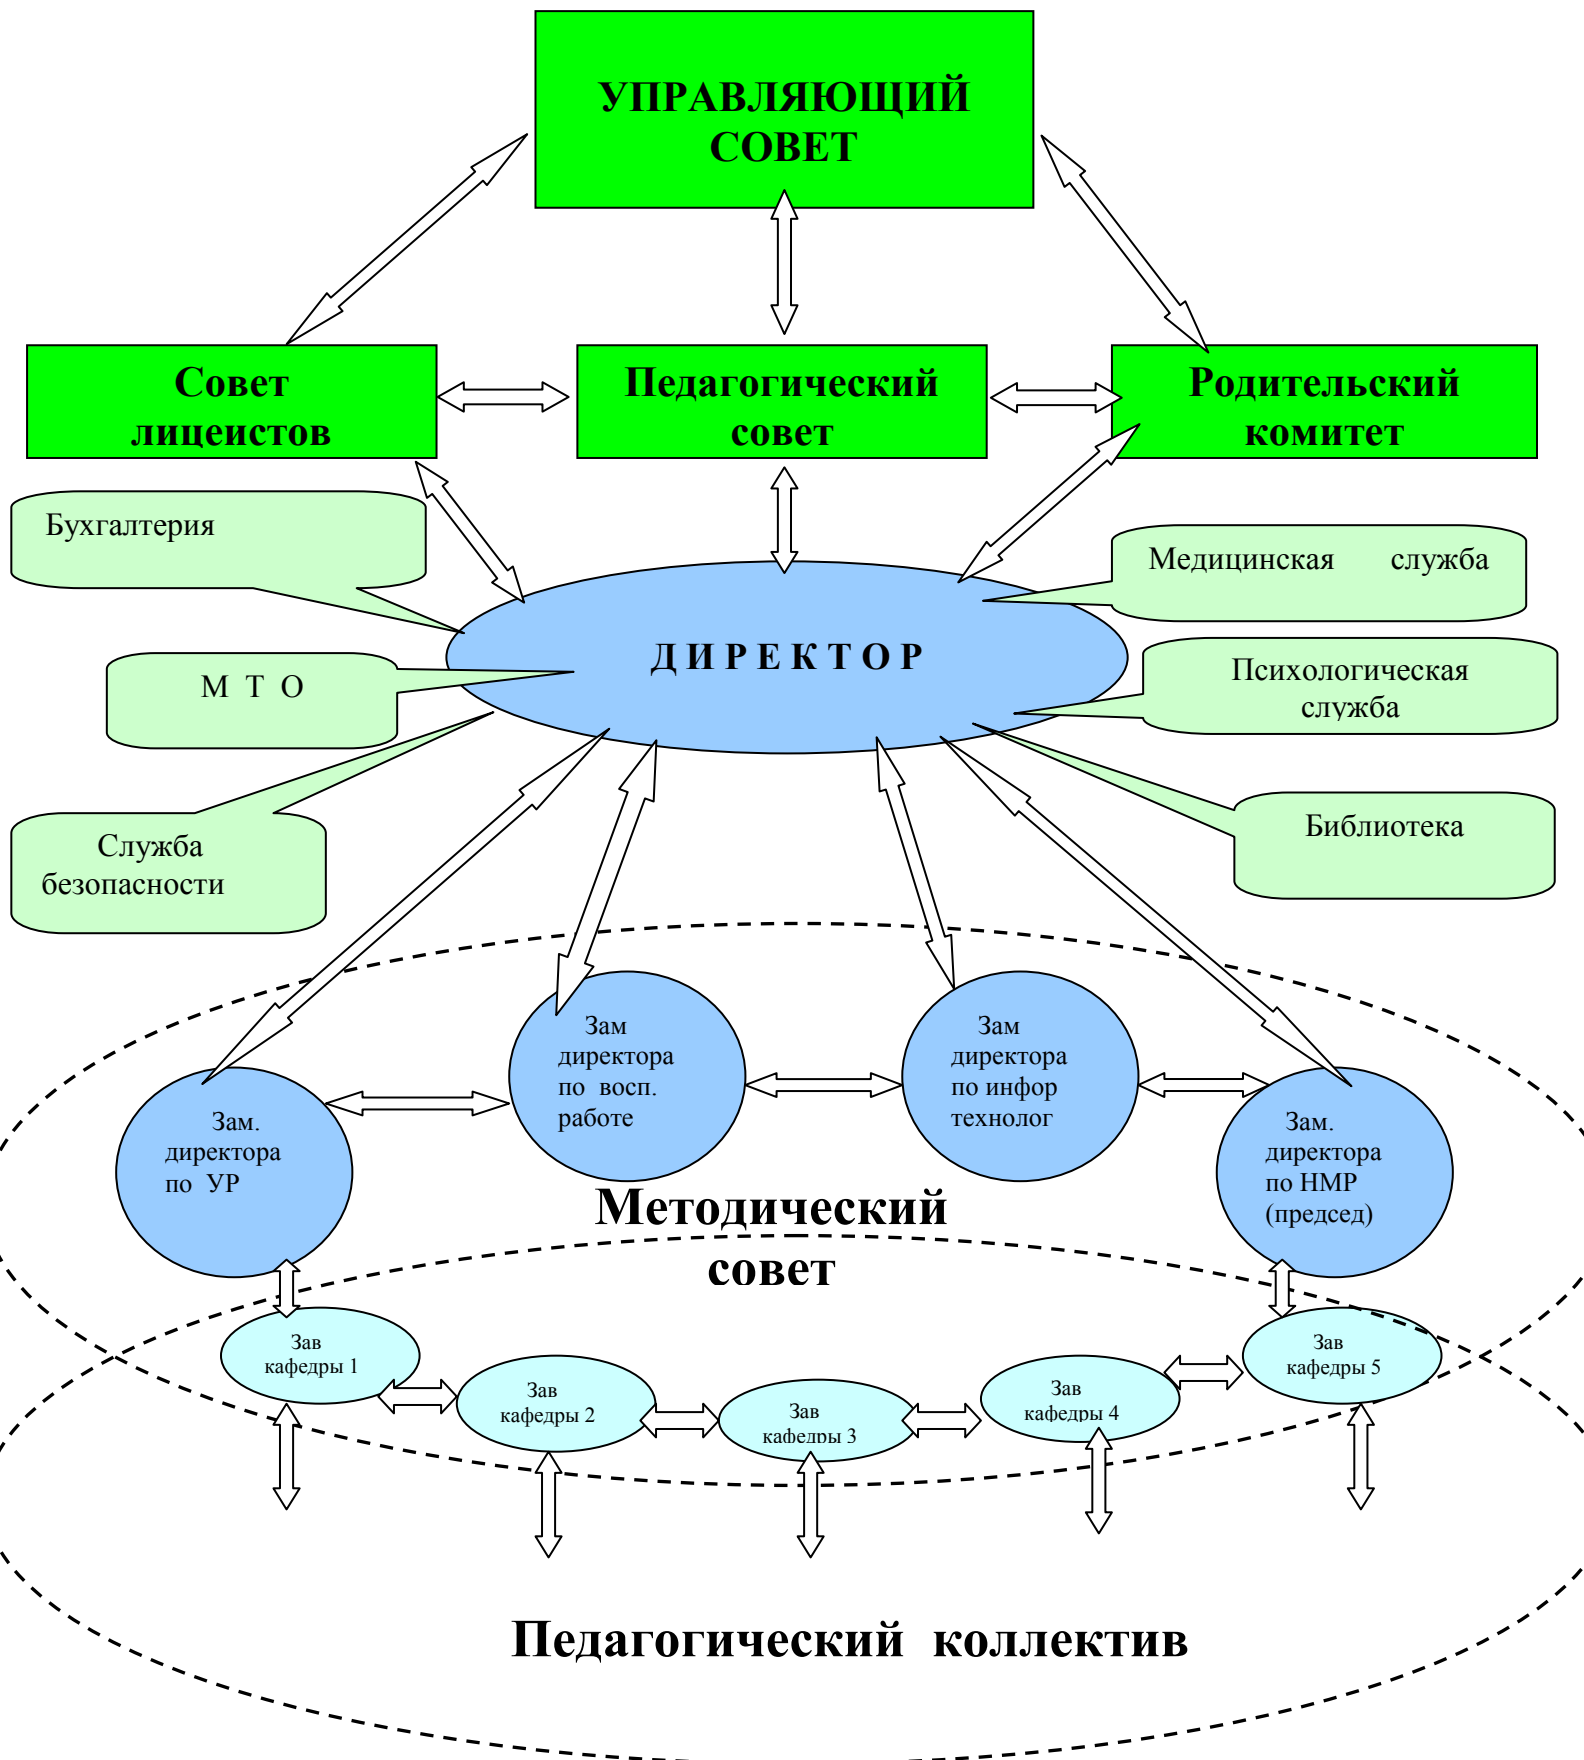 УПРАВЛЯЮЩИЙ
СОВЕТ
Совет
лицеистов
Педагогический
совет
Родительский
комитет
Бухгалтерия
Медицинская служба
Д И Р Е К Т О Р
М Т О
Психологическая
служба
Служба
безопасности
Библиотека
Зам
директора
по восп.
работе
Зам
директора
по инфор
технолог
Зам.
директора
по УР
Зам.
директора
по НМР
(председ)
Методический
совет
Зав
кафедры 1
Зав
кафедры 2
Зав
кафедры 3
Зав
кафедры 4
Зав
кафедры 5
Педагогический коллектив